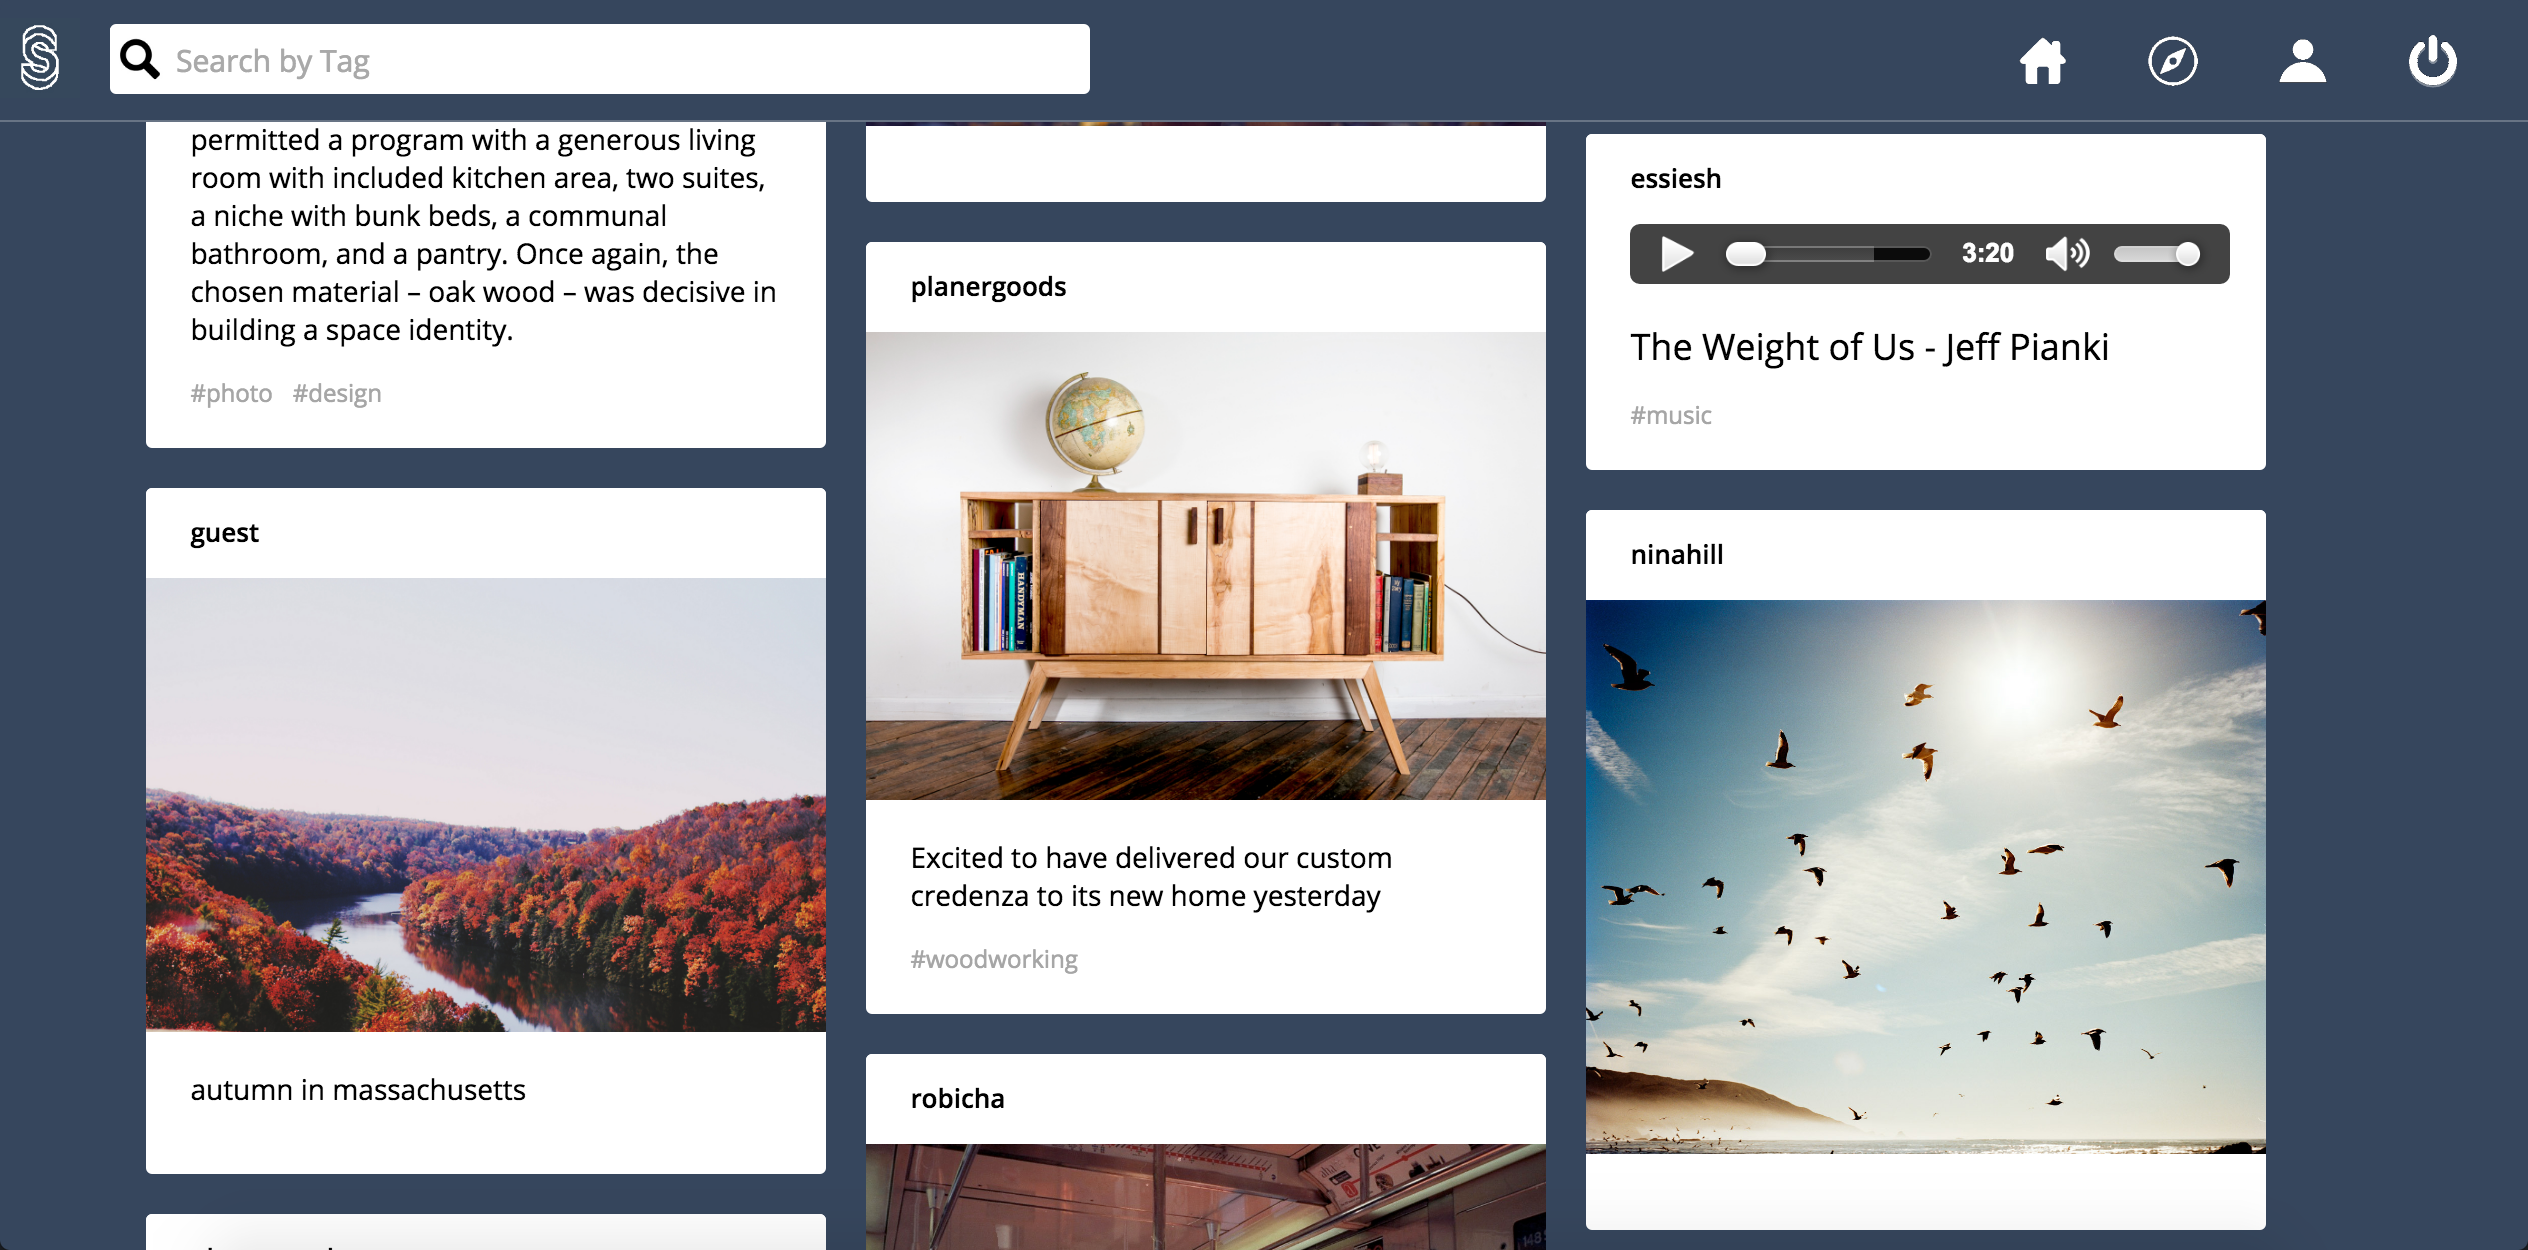 S
Search by Tag
permitted a program with a generous living
room with included kitchen area, two suites,
a niche with bunk beds, a communal
bathroom, and a pantry. Once again, the
chosen material – oak wood – was decisive in
building a space identity.
#photo #design
guest
autumn in massachusetts
planergoods
HANDYMAN
Excited to have delivered our custom
credenza to its new home yesterday
#woodworking
robicha
essiesh
3:20
The Weight of Us - Jeff Pianki
#music
ninahill